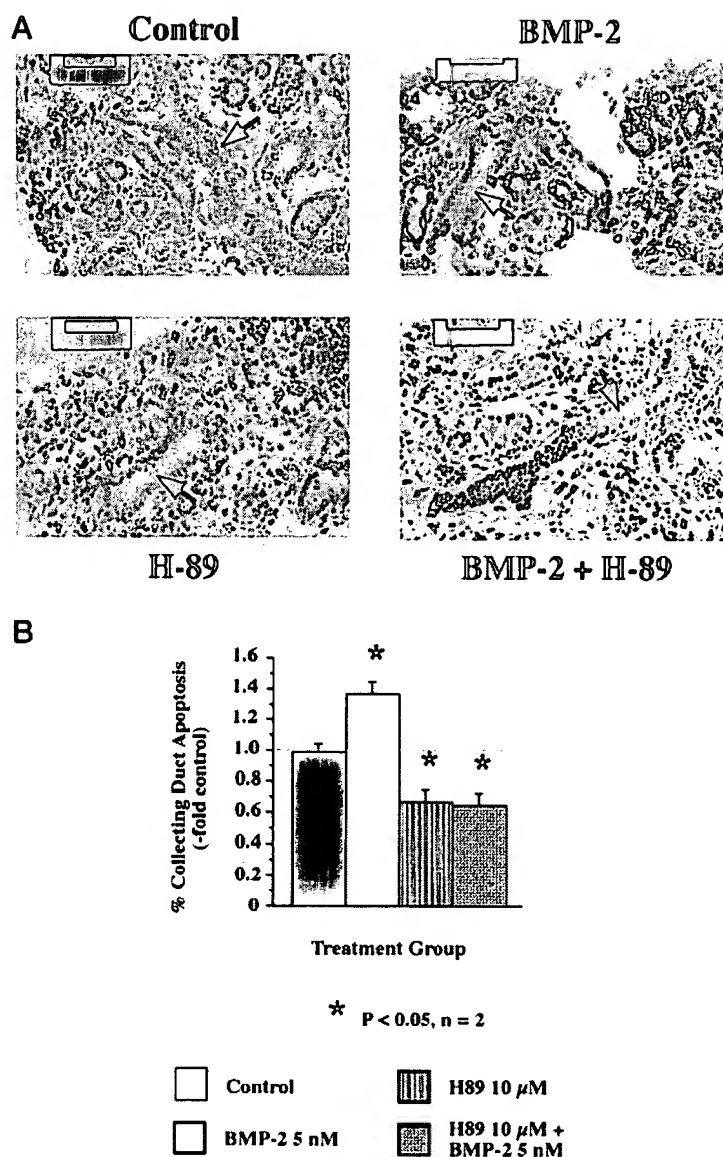 A
Control
BMP-2
H-89
BMP-2 + H-89
B
% Collecting Duct Apoptosis
(-fold control)
1.6
1.4
1.2
1.0
0.8
0.6
0.4
0.2
0
*
*
*
Treatment Group
* P < 0.05, n = 2
Control
H89 10 μM
BMP-2 5 nM
H89 10 μM +
BMP-2 5 nM